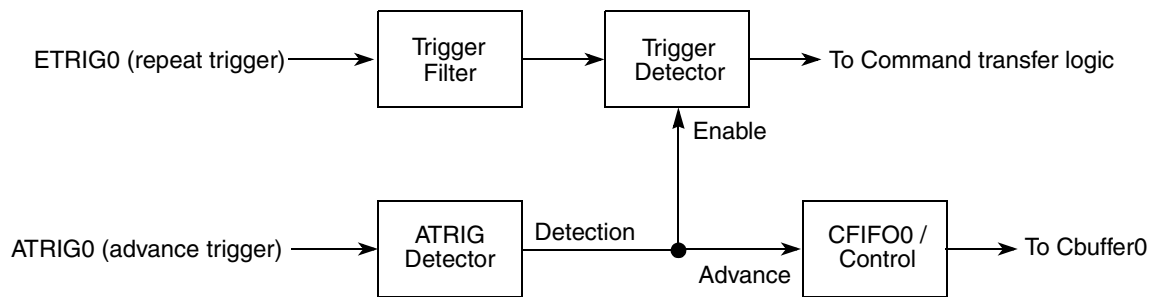 ETRIG0 (repeat trigger)
Trigger
Filter
Trigger
Detector
To Command transfer logic
Enable
ATRIG0 (advance trigger)
ATRIG
Detector
Detection
Advance
CFIFO0 /
Control
To Cbuffer0